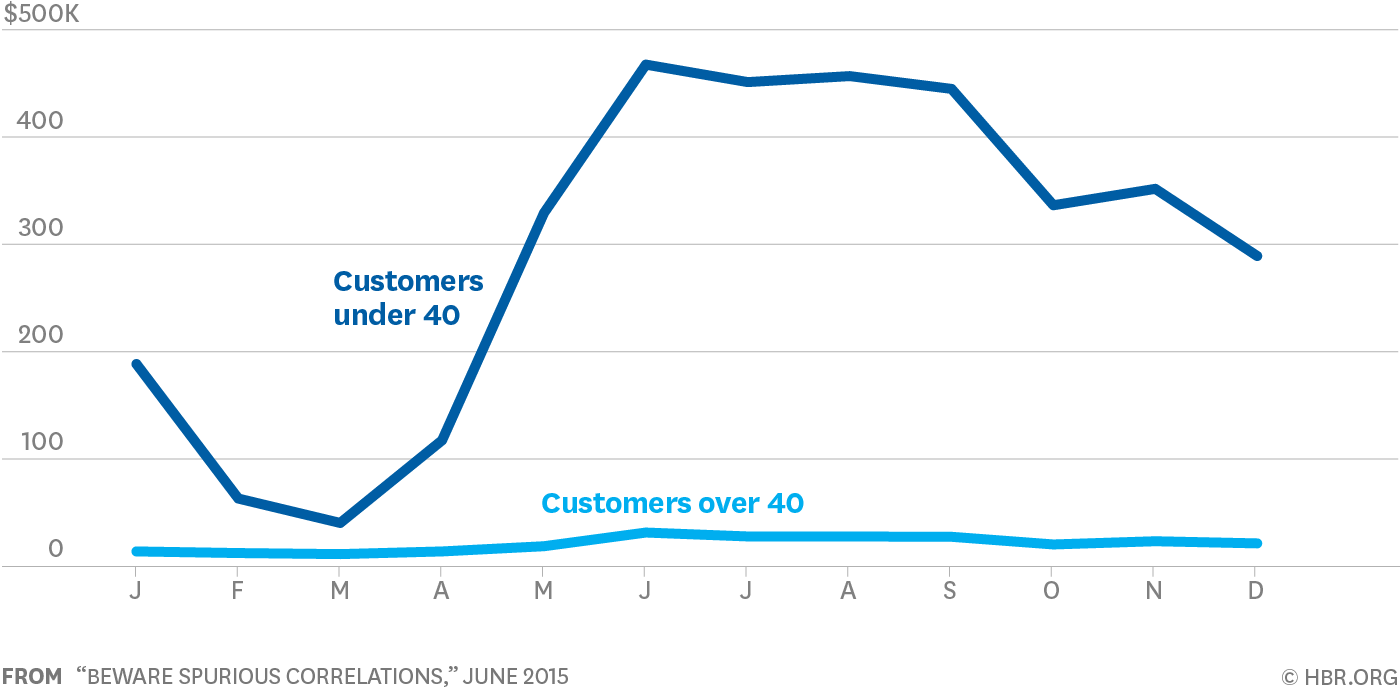 $500K
400
300
200
100
0
Customers
under 40
Customers over 40
J F M A M J J A S O N D
FROM “BEWARE SPURIOUS CORRELATIONS,” JUNE 2015
© HBR.ORG